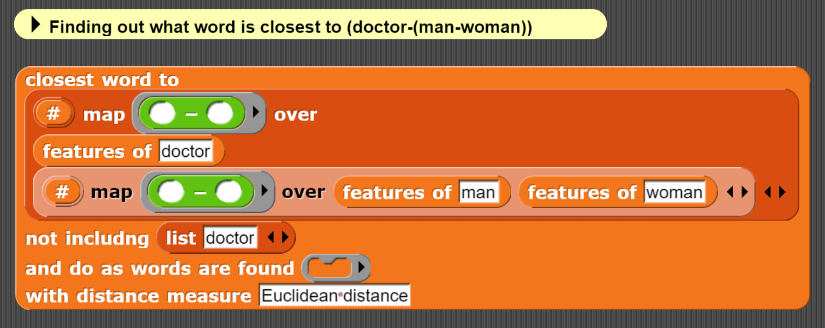 Finding out what word is closest to (doctor-(man-woman))
closest word to
# map - over
features of doctor
# map - over features of man features of woman
not includng list doctor
and do as words are found
with distance measure Euclidean distance